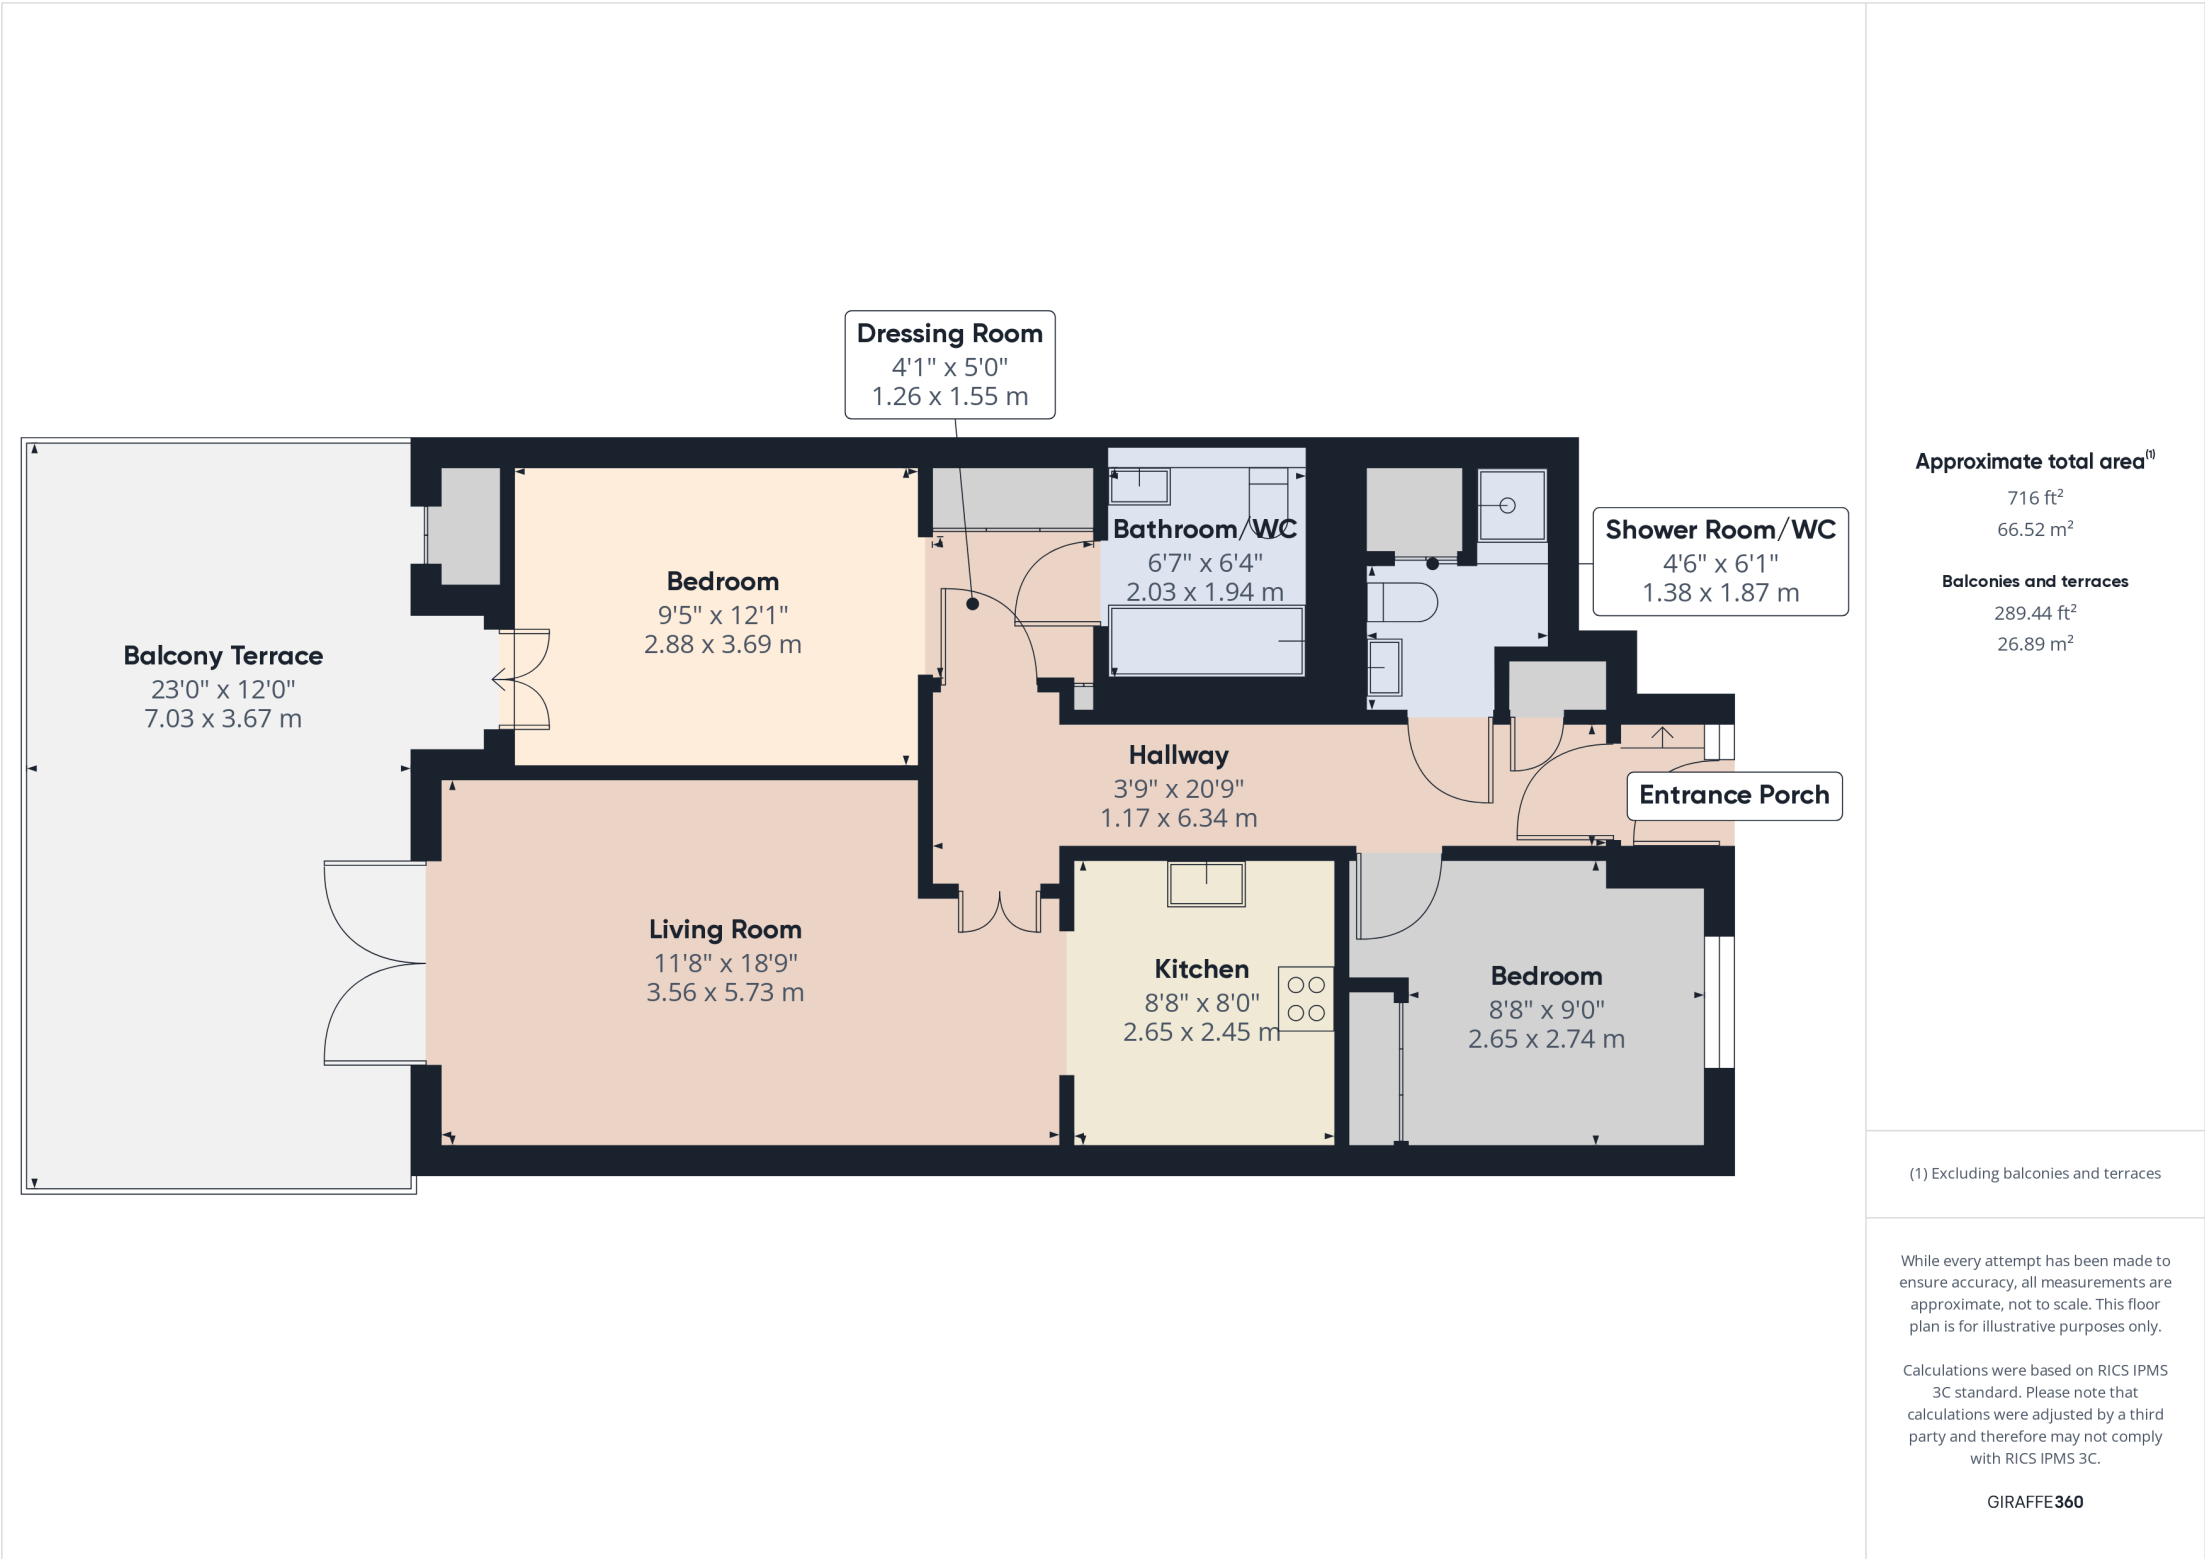 Dressing Room
4'1" x 5'0"
1.26 x 1.55 m
Bathroom/WC
6'7" x 6'4"
2.03 x 1.94 m
Shower Room/WC
4'6" x 6'1"
1.38 x 1.87 m
Bedroom
9'5" x 12'1"
2.88 x 3.69 m
Balcony Terrace
23'0" x 12'0"
7.03 x 3.67 m
Hallway
3'9" x 20'9"
1.17 x 6.34 m
Entrance Porch
Living Room
11'8" x 18'9"
3.56 x 5.73 m
Kitchen
8'8" x 8'0"
2.65 x 2.45 m
Bedroom
8'8" x 9'0"
2.65 x 2.74 m
Approximate total area(1)
716 ft²
66.52 m²
Balconies and terraces
289.44 ft²
26.89 m²
(1) Excluding balconies and terraces
While every attempt has been made to
ensure accuracy, all measurements are
approximate, not to scale. This floor
plan is for illustrative purposes only.
Calculations were based on RICS IPMS
3C standard. Please note that
calculations were adjusted by a third
party and therefore may not comply
with RICS IPMS 3C.
GIRAFFE360